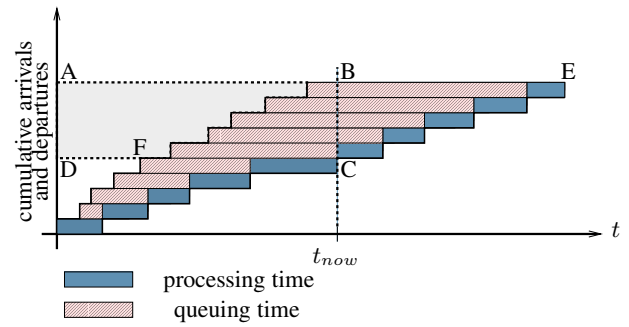 A
B
E
F
D
C
cumulative arrivals
and departures
t
t_now
processing time
queuing time